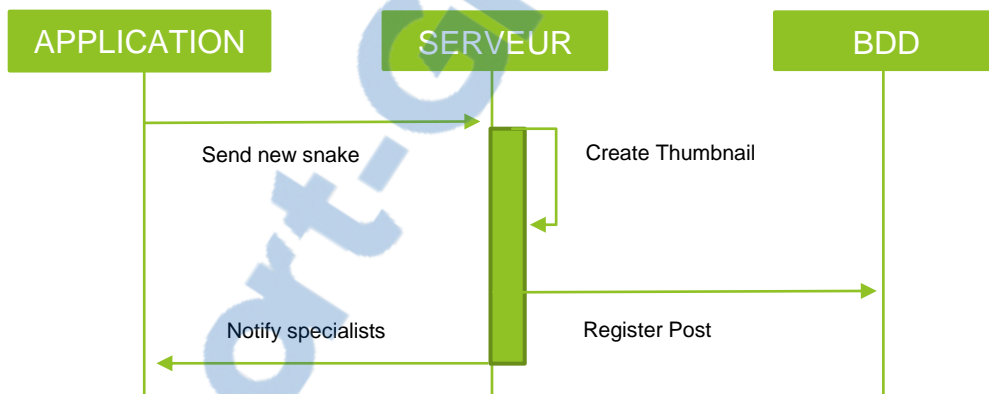 APPLICATION
SERVEUR
BDD
Send new snake
Create Thumbnail
Notify specialists
Register Post